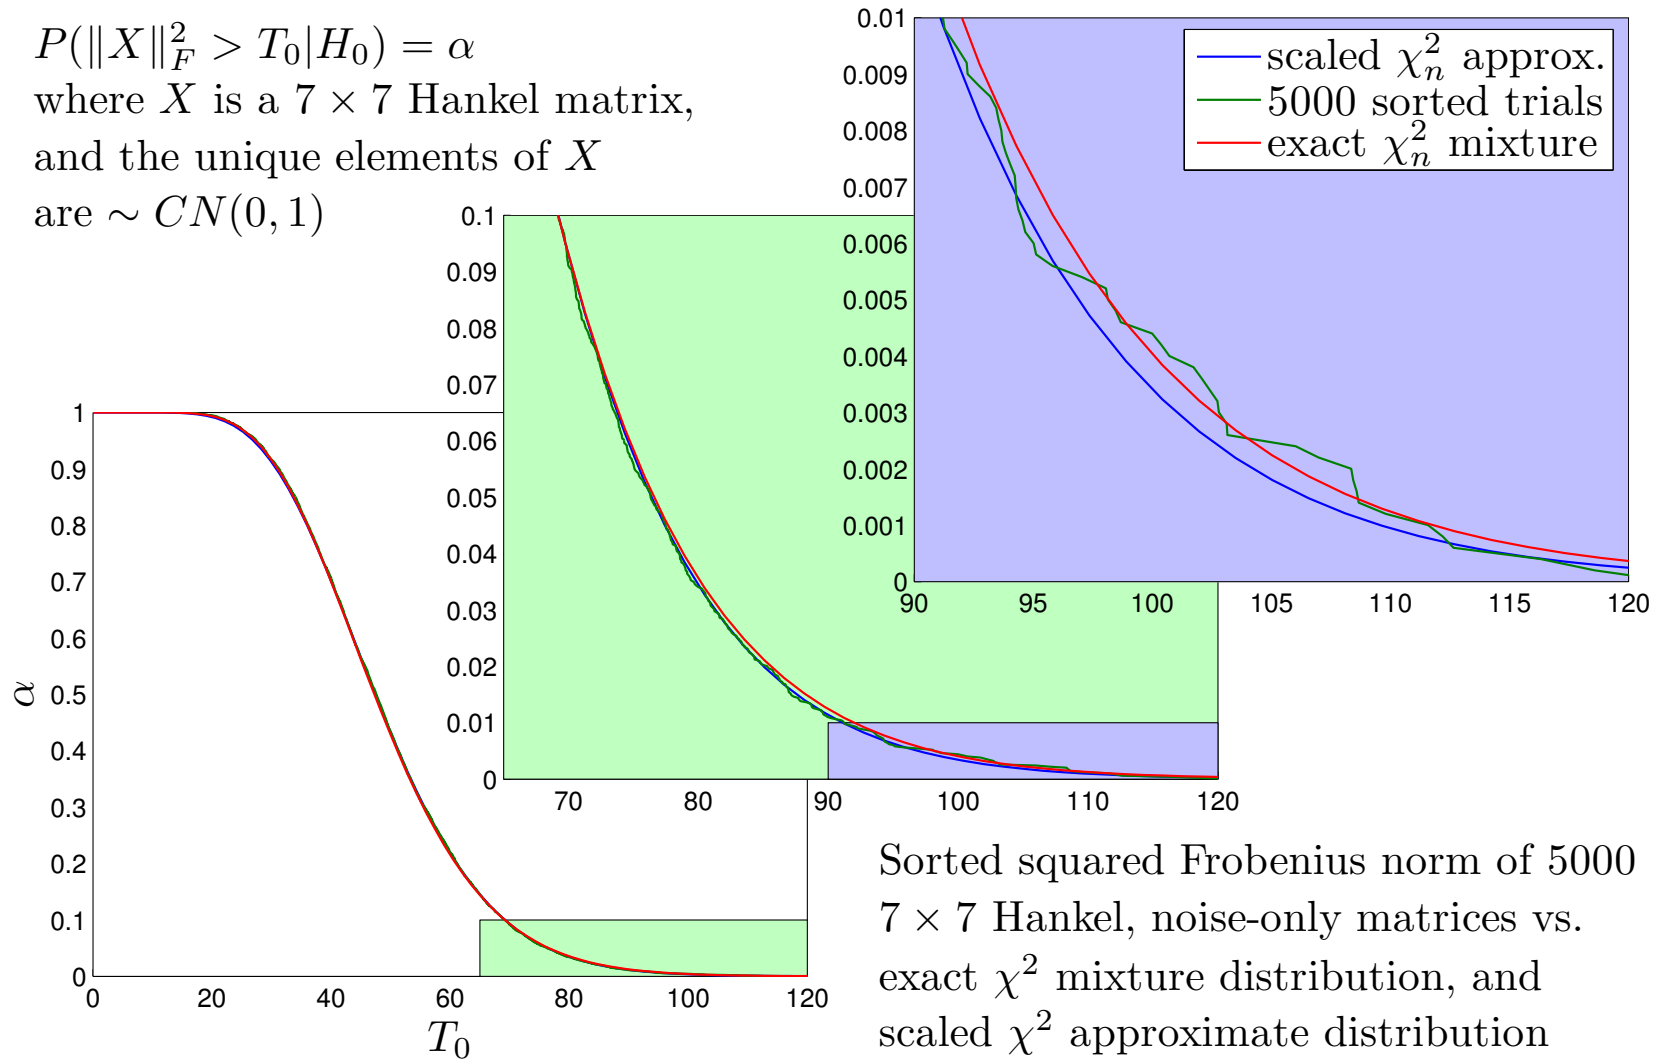 P(‖X‖²_F > T₀|H₀) = α
where X is a 7 × 7 Hankel matrix,
and the unique elements of X
are ∼ CN(0, 1)
0.01
0.009
0.008
0.007
0.006
0.005
0.004
0.003
0.002
0.001
0
90 95 100 105 110 115 120
scaled χ²ₙ approx.
5000 sorted trials
exact χ²ₙ mixture
0.1
0.09
0.08
0.07
0.06
0.05
0.04
0.03
0.02
0.01
0
70 80 90 100 110 120
1
0.9
0.8
0.7
0.6
0.5
0.4
0.3
0.2
0.1
0
0 20 40 60 80 100 120
α
T₀
Sorted squared Frobenius norm of 5000
7 × 7 Hankel, noise-only matrices vs.
exact χ² mixture distribution, and
scaled χ² approximate distribution